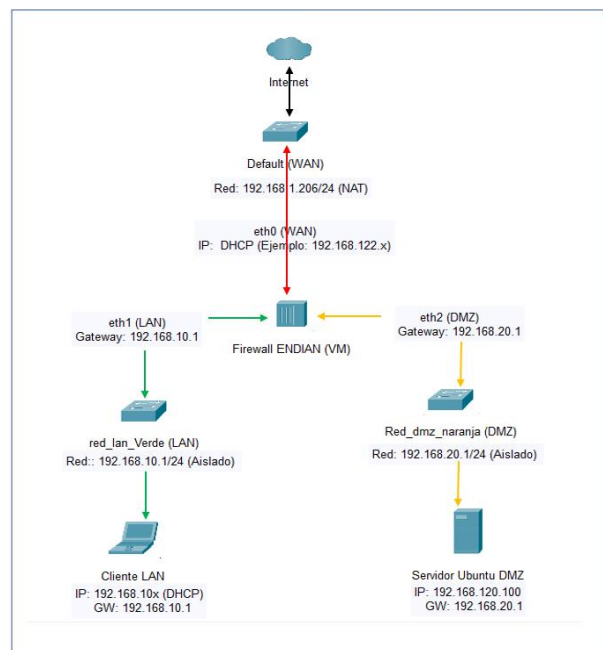 Internet
Default (WAN)
Red: 192.168.1.206/24 (NAT)
eth0 (WAN)
IP: DHCP (Ejemplo: 192.168.122.x)
eth1 (LAN)
Gateway: 192.168.10.1
Firewall ENDIAN (VM)
eth2 (DMZ)
Gateway: 192.168.20.1
red_lan_Verde (LAN)
Red:: 192.168.10.1/24 (Aislado)
Red_dmz_naranja (DMZ)
Red: 192.168.20.1/24 (Aislado)
Cliente LAN
IP: 192.168.10x (DHCP)
GW: 192.168.10.1
Servidor Ubuntu DMZ
IP: 192.168.120.100
GW: 192.168.20.1